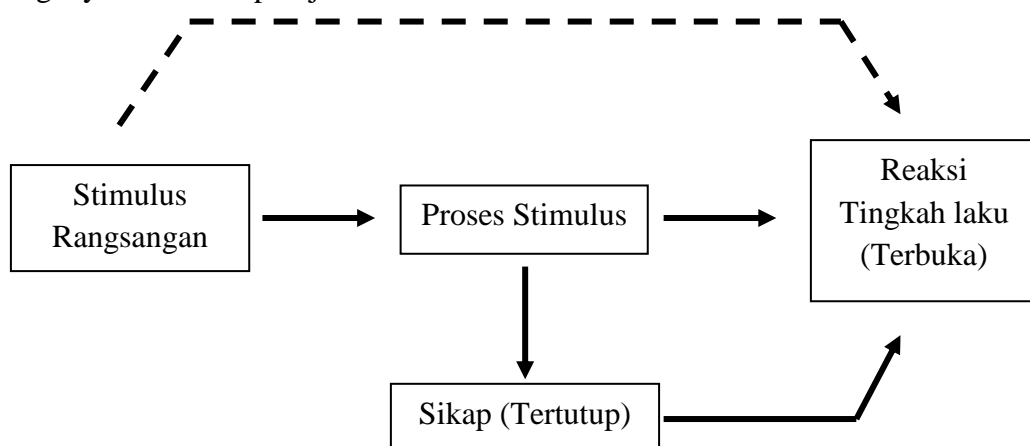 Stimulus
Rangsangan
Proses Stimulus
Reaksi
Tingkah laku
(Terbuka)
Sikap (Tertutup)